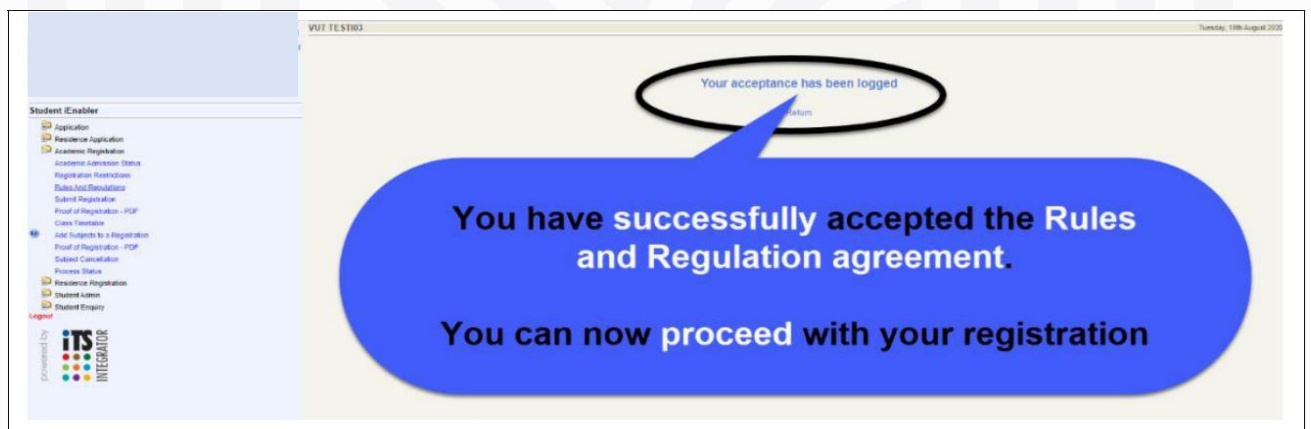 VUT TESTI03
Tuesday, 18th August 2020
Your acceptance has been logged
Return
Student iEnabler
Application
Residence Application
Academic Registration
Academic Admission Status
Registration Restrictions
Rules And Regulations
Submit Registration
Proof of Registration - PDF
Class Timetable
Add Subjects to a Registration
Proof of Registration - PDF
Subject Cancellation
Process Status
Residence Registration
Student Admin
Student Enquiry
Logout
powered by
iTS
INTEGRATOR
You have successfully accepted the Rules
and Regulation agreement.
You can now proceed with your registration